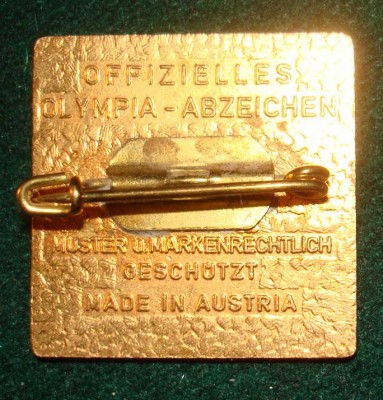 OFFIZIELLES
OLYMPIA - ABZEICHEN
MUSTER U. MARKENRECHTLICH
GESCHÜTZT
MADE IN AUSTRIA